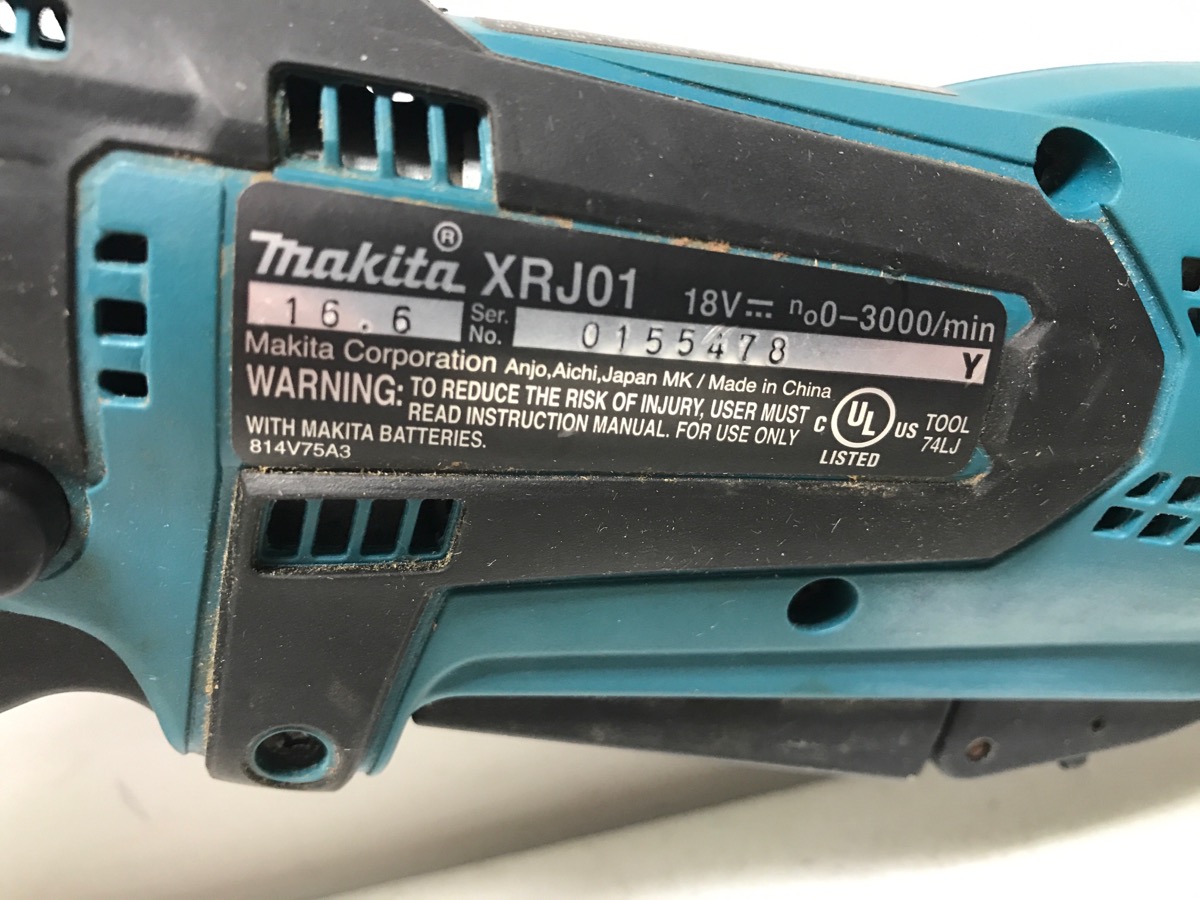 makita® XRJ01 18V⎓ n₀0–3000/min
16.6 Ser. No. 0155478 Y
Makita Corporation Anjo,Aichi,Japan MK / Made in China
WARNING: TO REDUCE THE RISK OF INJURY, USER MUST
READ INSTRUCTION MANUAL. FOR USE ONLY
WITH MAKITA BATTERIES.
814V75A3
C UL US
LISTED
TOOL
74LJ